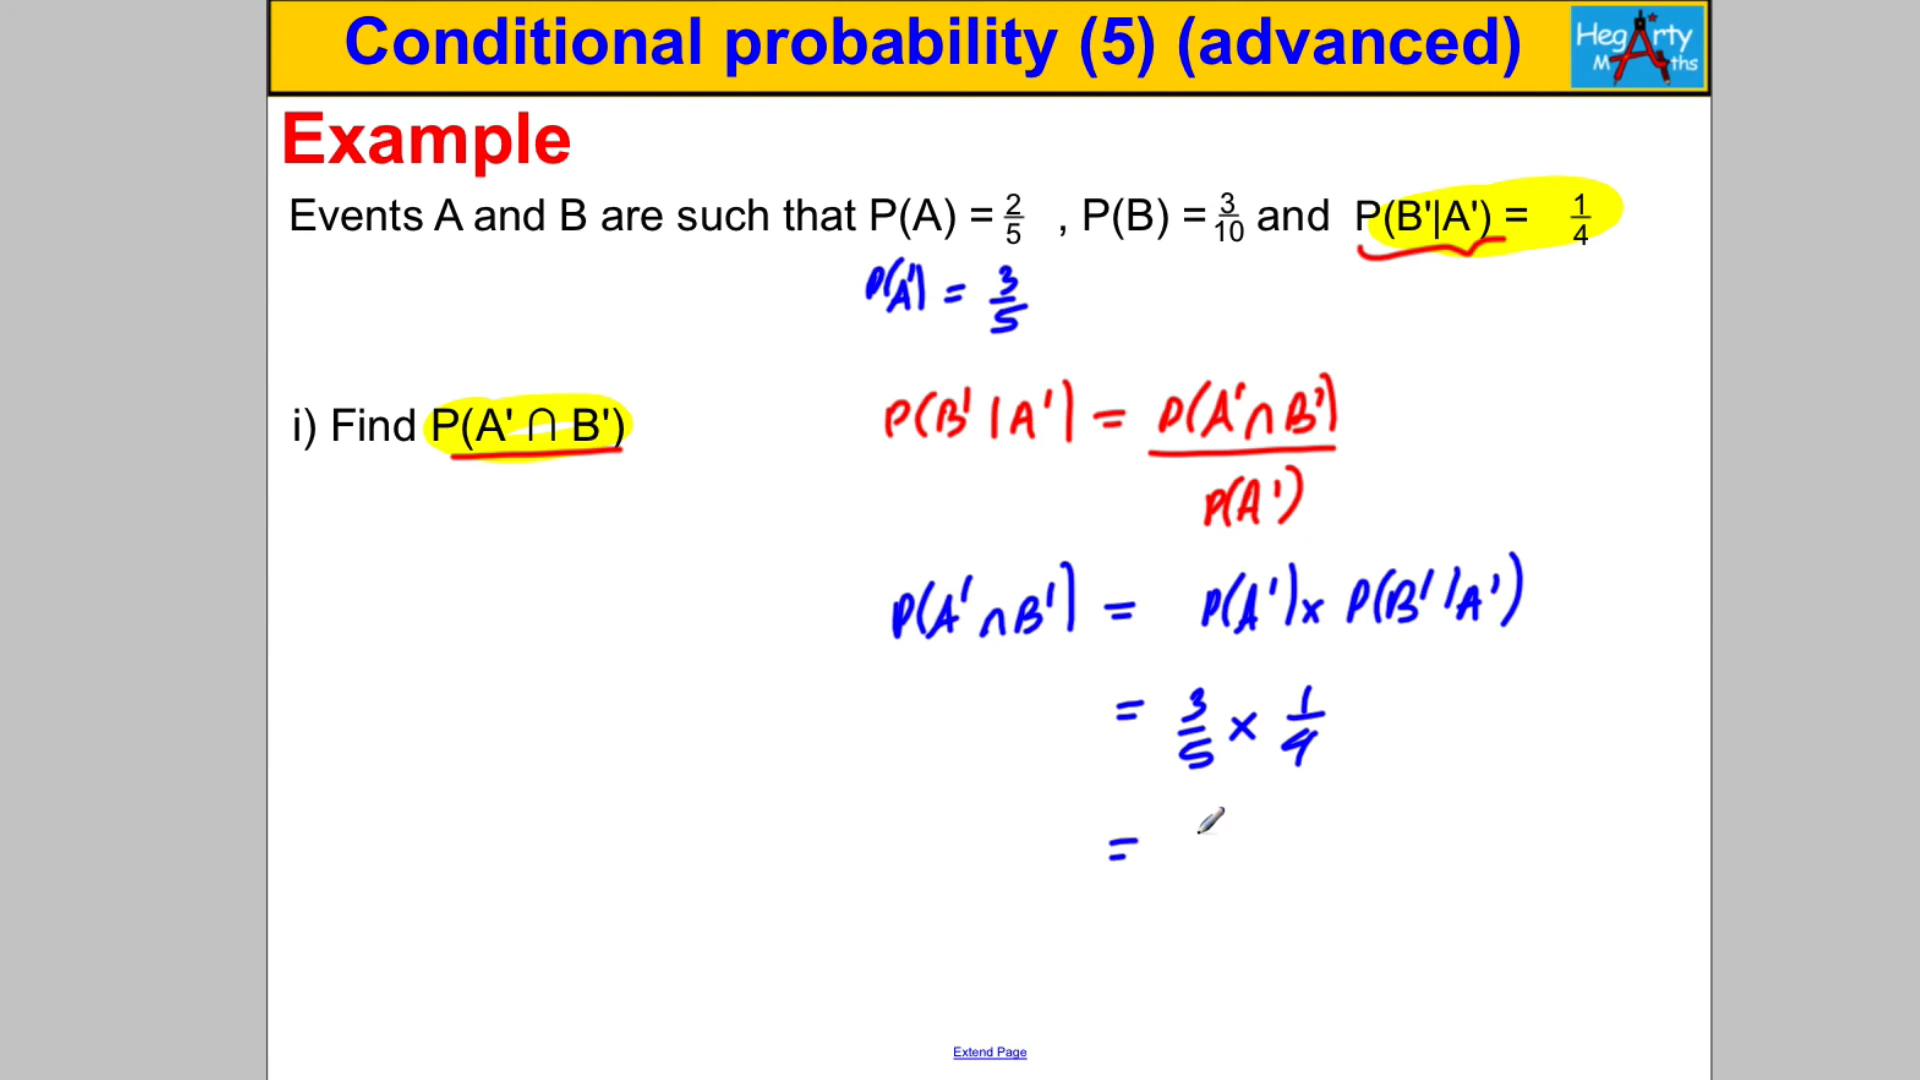 Conditional probability (5) (advanced)
HegArty
Maths
Example
Events A and B are such that P(A) = 2/5 , P(B) = 3/10 and P(B'|A') = 1/4
P(A') = 3/5
i) Find P(A' ∩ B')
P(B' | A') = P(A' ∩ B') / P(A')
P(A' ∩ B') = P(A') x P(B' | A')
= 3/5 x 1/4
=
Extend Page